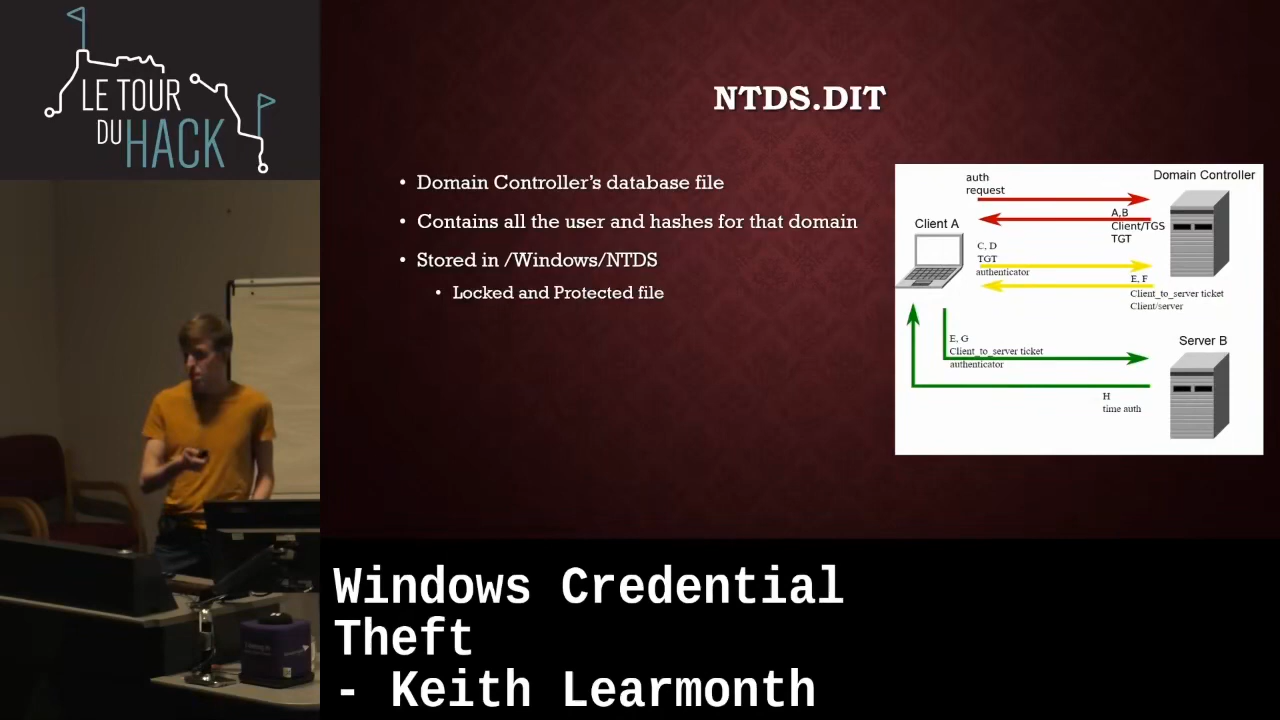 LE TOUR
DU HACK
NTDS.DIT
• Domain Controller's database file
• Contains all the user and hashes for that domain
• Stored in /Windows/NTDS
• Locked and Protected file
auth
request
Domain Controller
Client A
A,B
Client/TGS
TGT
C, D
TGT
authenticator
E, F
Client_to_server ticket
Client/server
E, G
Client_to_server ticket
authenticator
Server B
H
time auth
Windows Credential
Theft
- Keith Learmonth